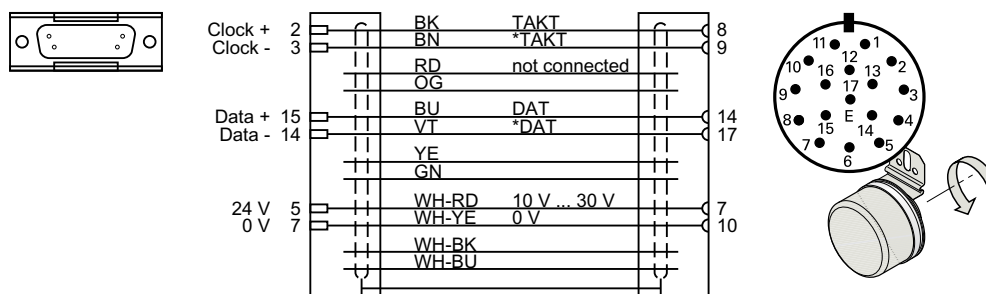 Clock + 2 BK TAKT 8
Clock - 3 BN *TAKT 9
RD not connected
OG
Data + 15 BU DAT 14
Data - 14 VT *DAT 17
YE
GN
24 V 5 WH-RD 10 V ... 30 V 7
0 V 7 WH-YE 0 V 10
WH-BK
WH-BU
11 1
12
10 16 13 2
9 17 3
8 E 4
15 14
7 5
6